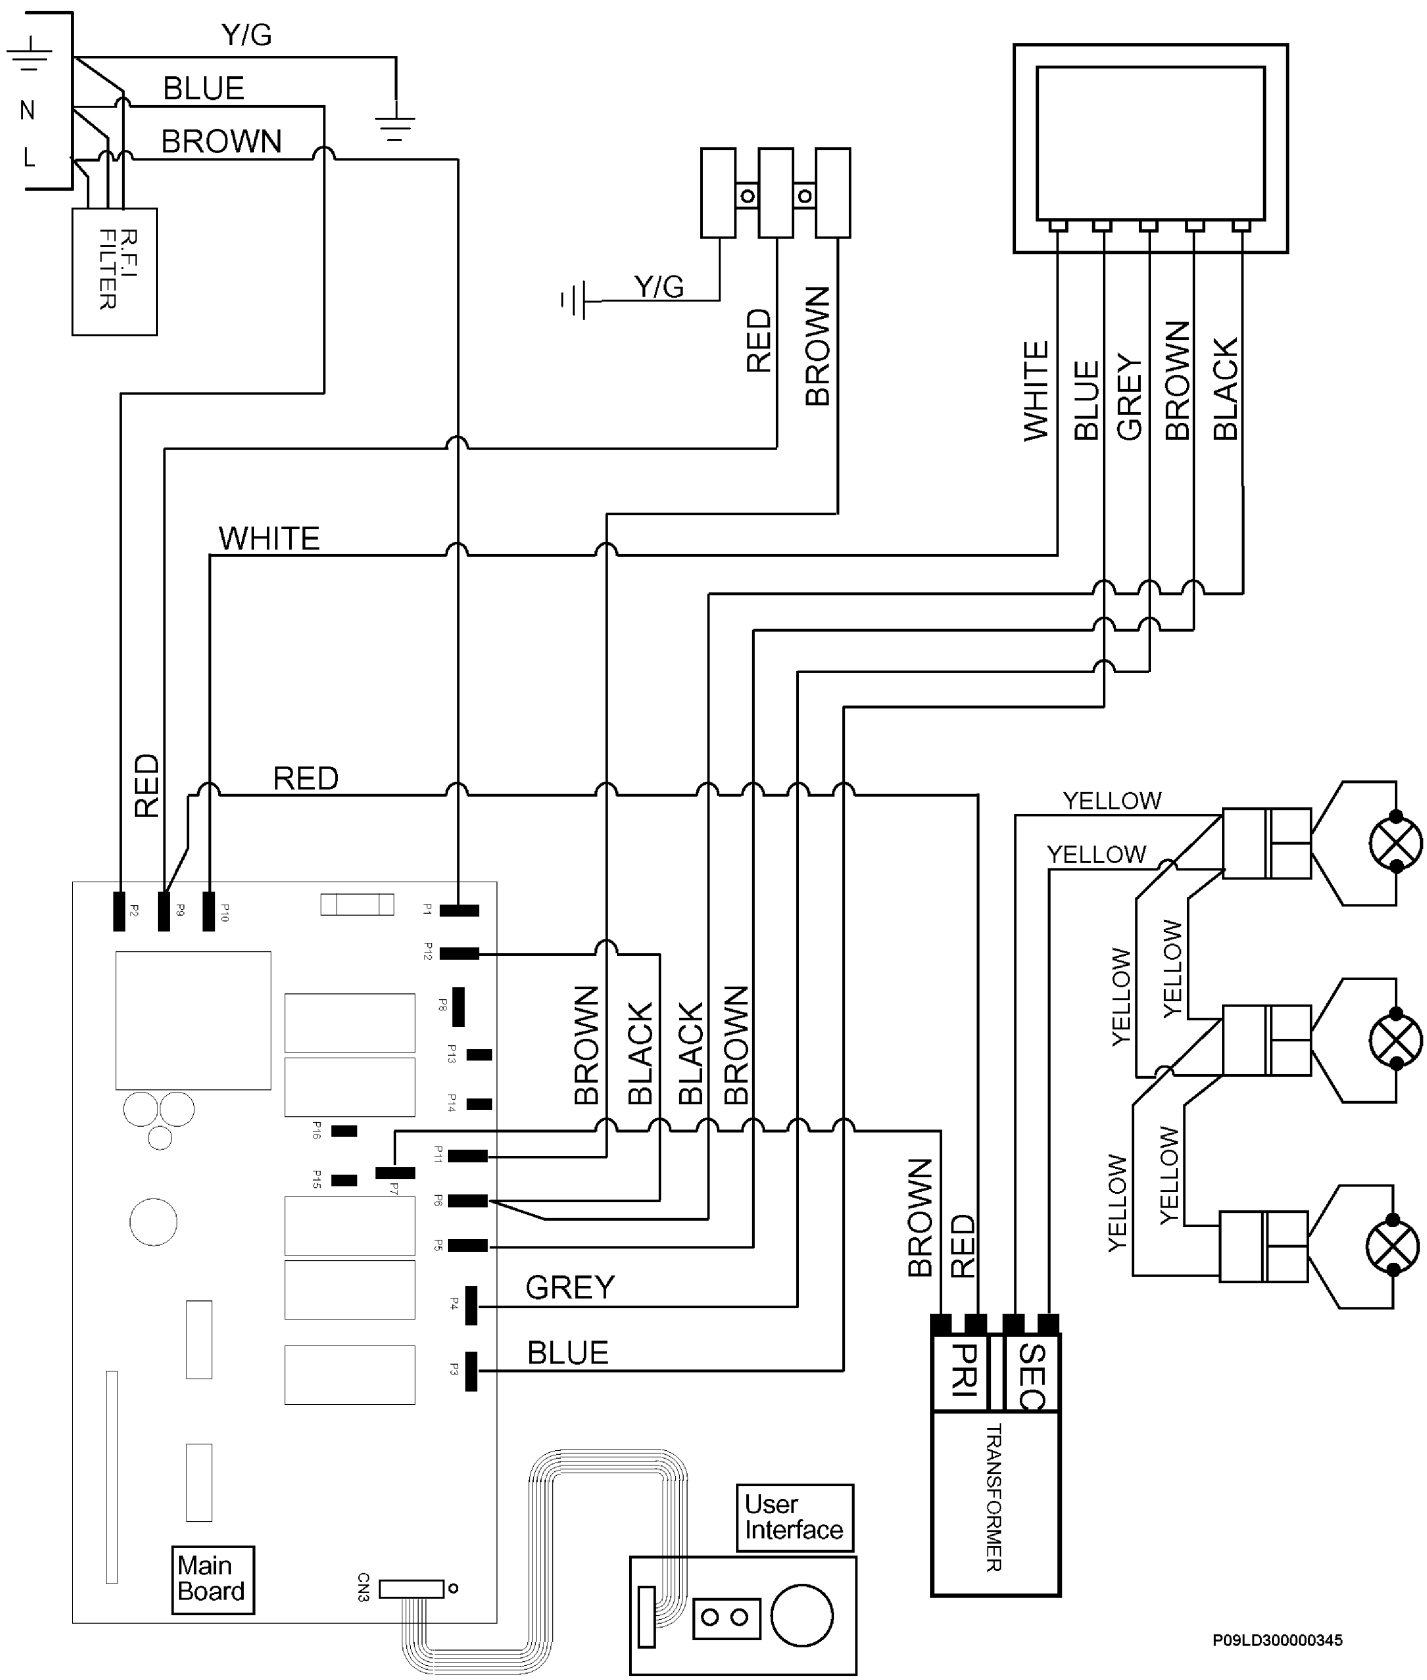 Y/G
BLUE
N
BROWN
L
R.F.I
FILTER
Y/G
RED
BROWN
WHITE
BLUE
GREY
BROWN
BLACK
WHITE
RED
RED
YELLOW
YELLOW
P2
P9
P10
P1
P12
P8
P13
P14
P16
P15
P7
P11
P6
P5
P4
P3
BROWN
BLACK
BLACK
BROWN
YELLOW
YELLOW
YELLOW
YELLOW
BROWN
RED
GREY
BLUE
PRI
SEC
TRANSFORMER
User
Interface
Main
Board
CN3
P09LD300000345